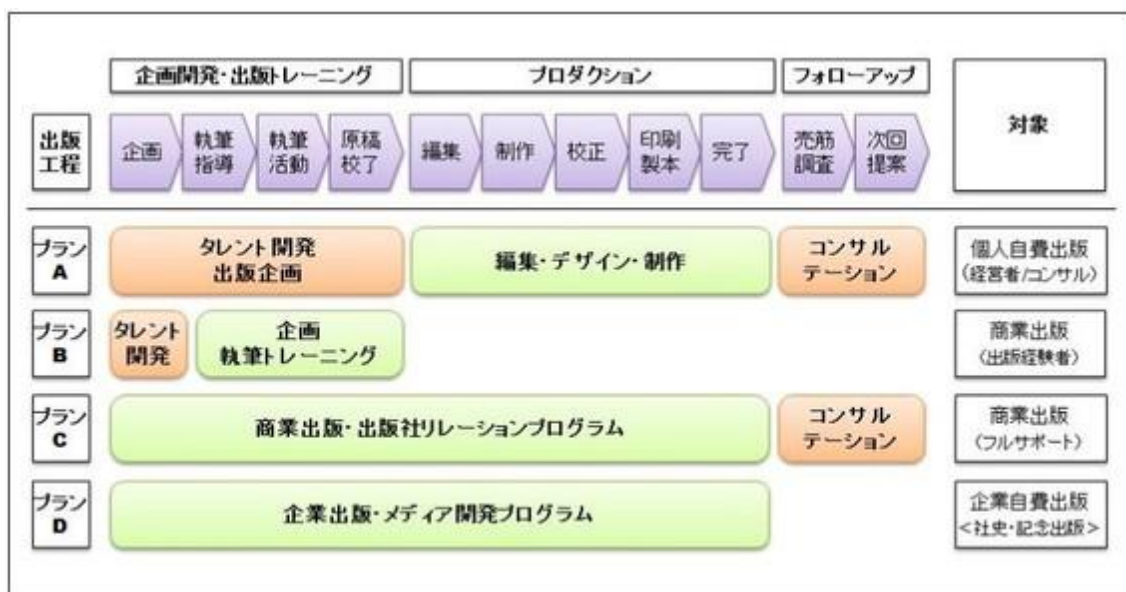 企画開発・出版トレーニング
プロダクション
フォローアップ
対象
出版
工程
企画
執筆
指導
執筆
活動
原稿
校了
編集
制作
校正
印刷
製本
完了
売筋
調査
次回
提案
プラン
A
タレント開発
出版企画
編集・デザイン・制作
コンサル
テーション
個人自費出版
(経営者/コンサル)
プラン
B
タレント
開発
企画
執筆トレーニング
商業出版
(出版経験者)
プラン
C
商業出版・出版社リレーションプログラム
コンサル
テーション
商業出版
(フルサポート)
プラン
D
企業出版・メディア開発プログラム
企業自費出版
<社史・記念出版>